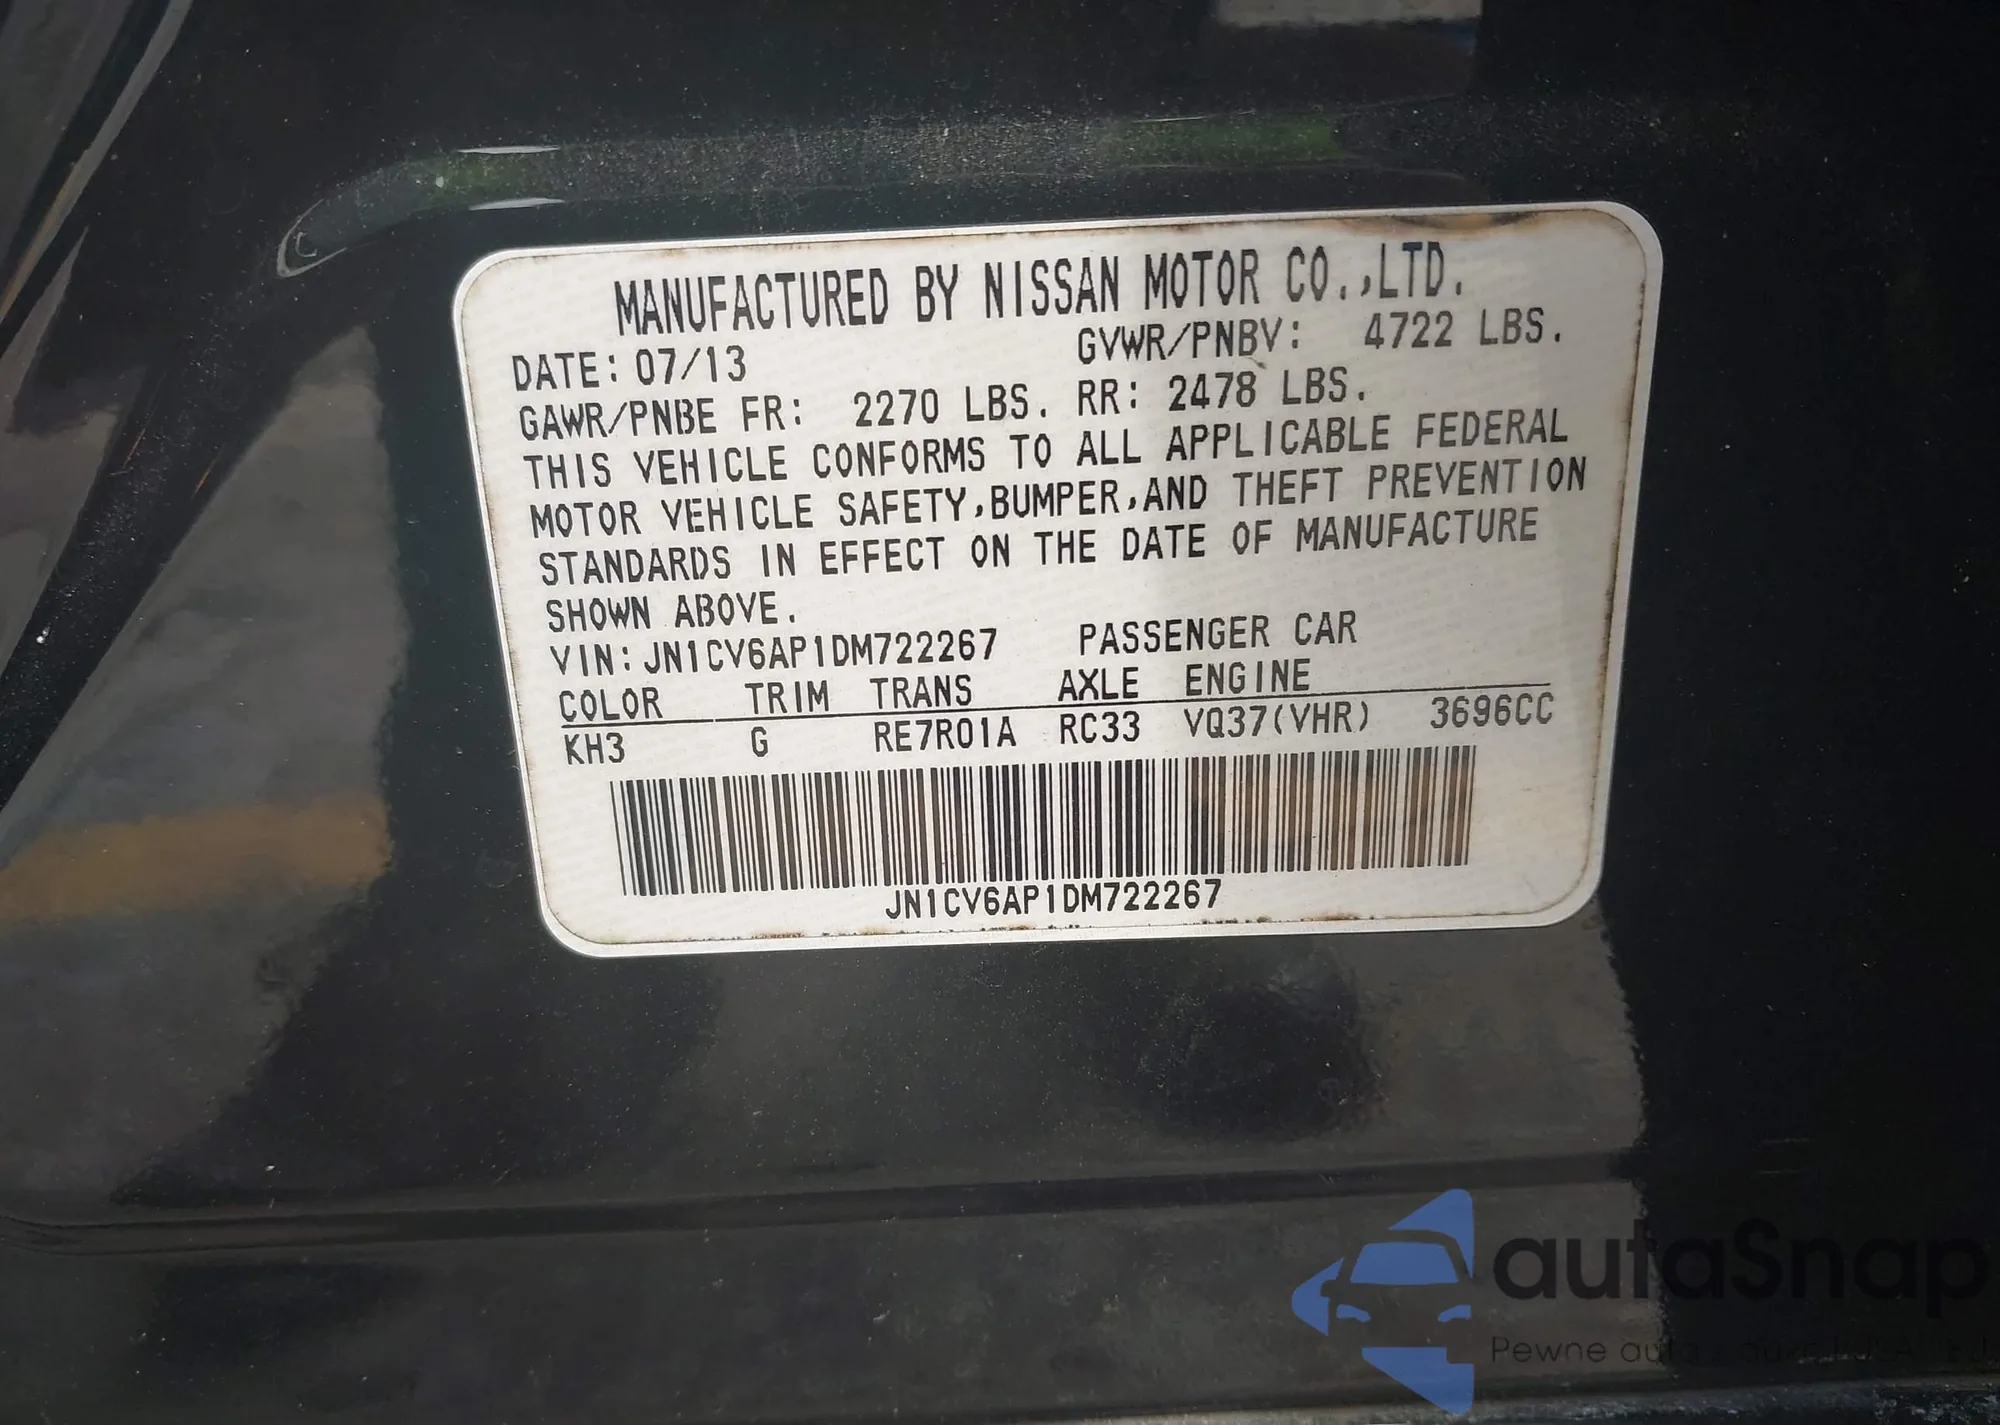 MANUFACTURED BY NISSAN MOTOR CO.,LTD.
DATE: 07/13 GVWR/PNBV: 4722 LBS.
GAWR/PNBE FR: 2270 LBS. RR: 2478 LBS.
THIS VEHICLE CONFORMS TO ALL APPLICABLE FEDERAL
MOTOR VEHICLE SAFETY,BUMPER,AND THEFT PREVENTION
STANDARDS IN EFFECT ON THE DATE OF MANUFACTURE
SHOWN ABOVE.
VIN: JN1CV6AP1DM722267 PASSENGER CAR
COLOR TRIM TRANS AXLE ENGINE
KH3 G RE7R01A RC33 VQ37(VHR) 3696CC
JN1CV6AP1DM722267
autaSnap
Pewne auta